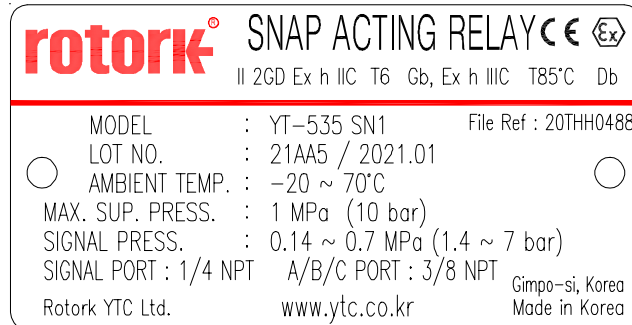 rotork® SNAP ACTING RELAY CE Ex
II 2GD Ex h IIC T6 Gb, Ex h IIIC T85°C Db
MODEL : YT-535 SN1 File Ref : 20THH0488
LOT NO. : 21AA5 / 2021.01
AMBIENT TEMP. : -20 ~ 70°C
MAX. SUP. PRESS. : 1 MPa (10 bar)
SIGNAL PRESS. : 0.14 ~ 0.7 MPa (1.4 ~ 7 bar)
SIGNAL PORT : 1/4 NPT A/B/C PORT : 3/8 NPT
Gimpo-si, Korea
Rotork YTC Ltd. www.ytc.co.kr Made in Korea